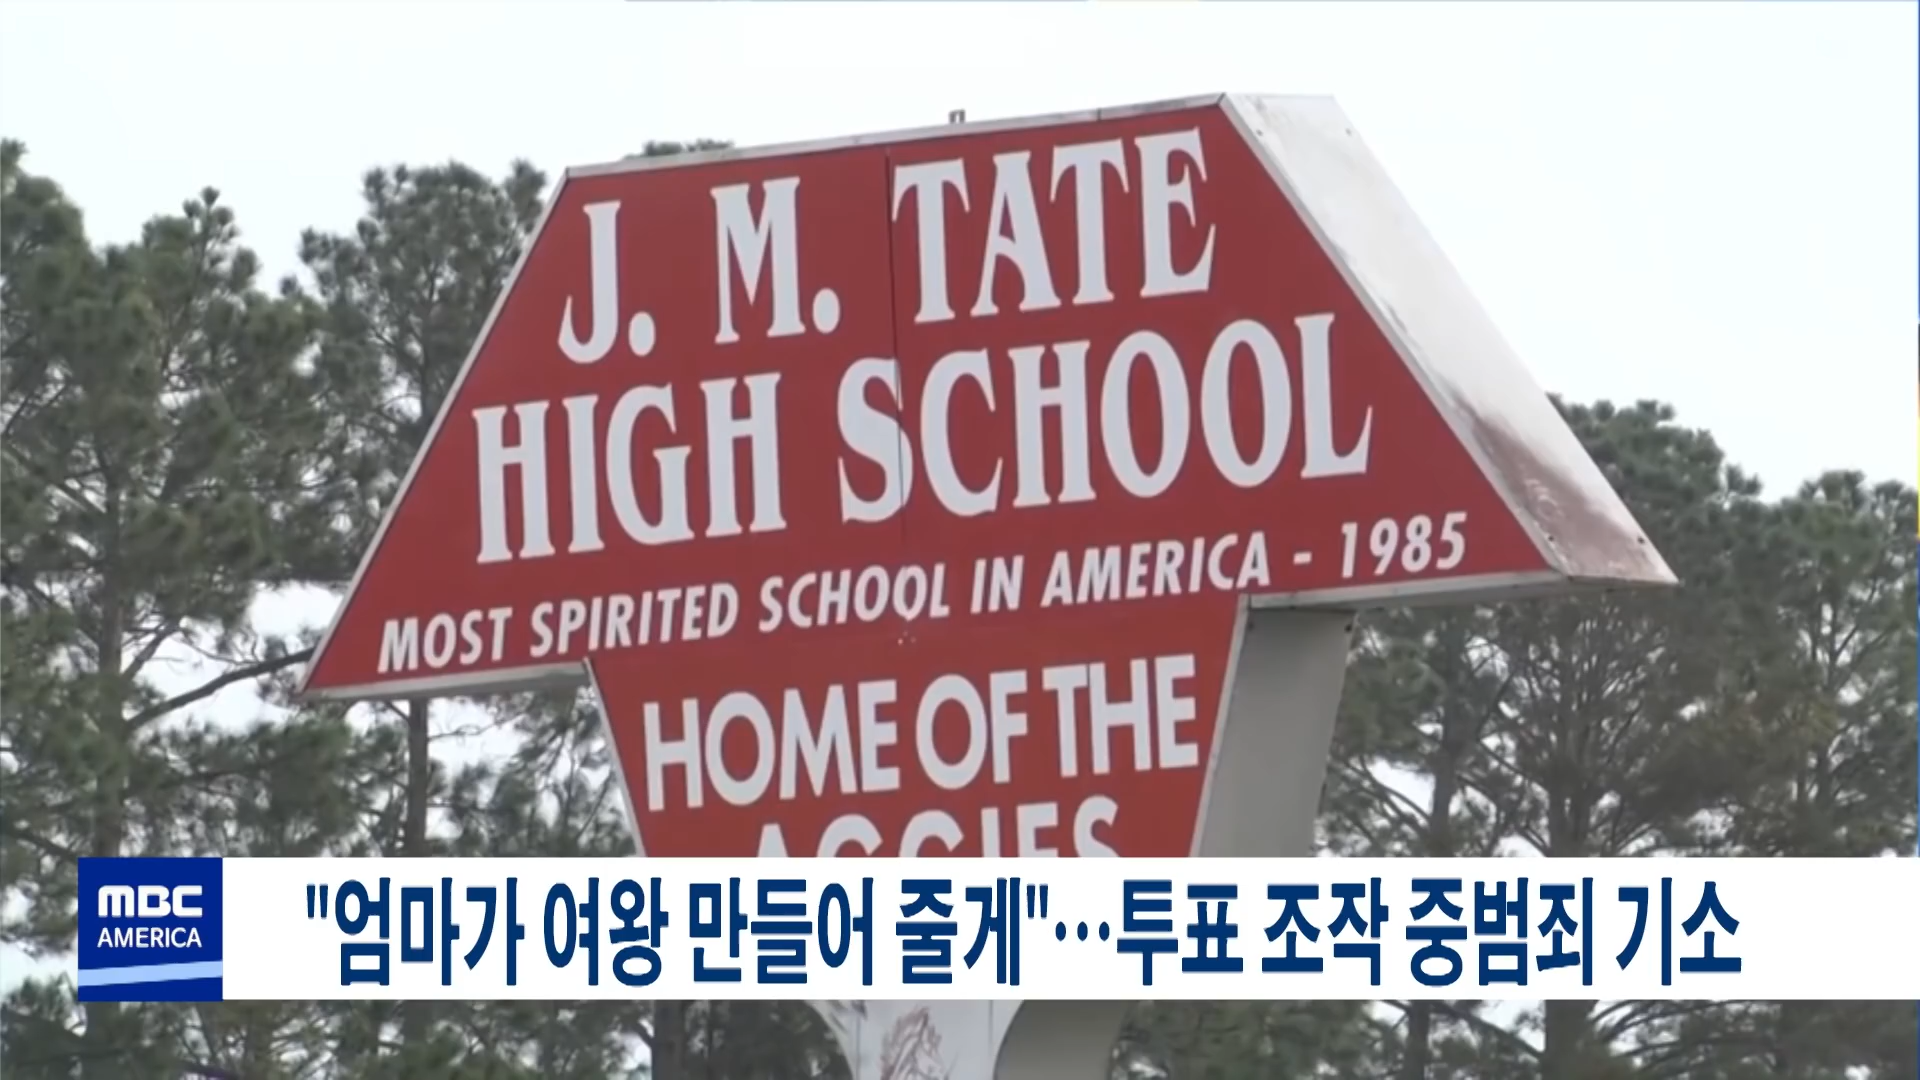 J. M. TATE
HIGH SCHOOL
MOST SPIRITED SCHOOL IN AMERICA - 1985
HOME OF THE
AGGIES
MBC
AMERICA
"엄마가 여왕 만들어 줄게"…투표 조작 중범죄 기소